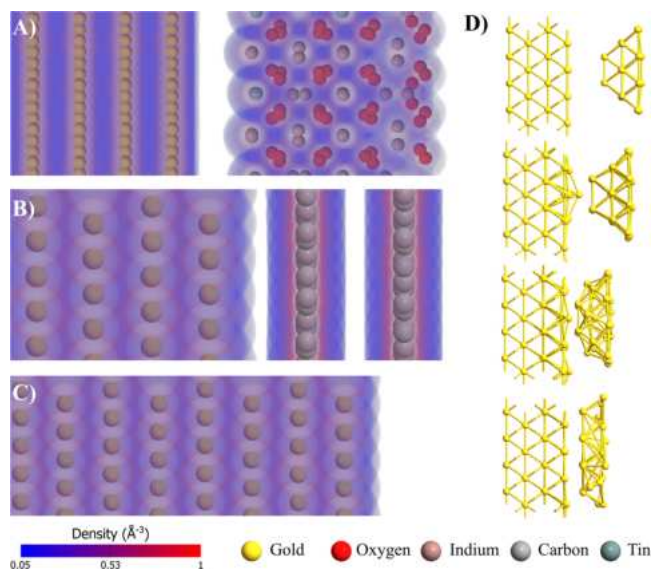 A)
D)
B)
C)
Density (Å⁻³)
0.05 0.53 1
Gold Oxygen Indium Carbon Tin